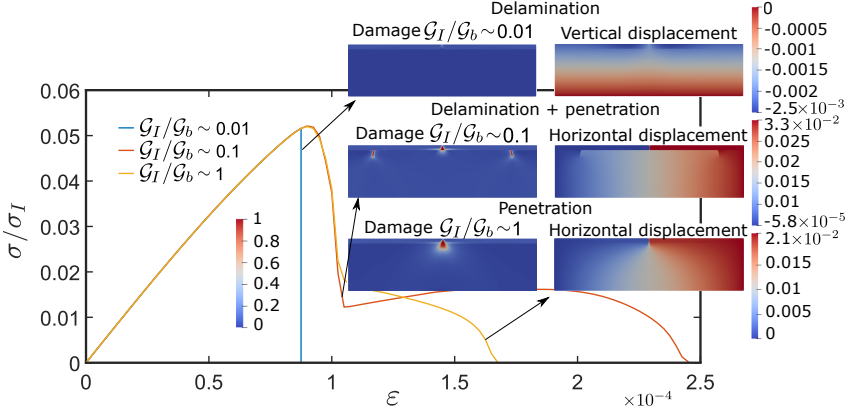 Delamination
Damage 𝒢_I/𝒢_b ~ 0.01
Vertical displacement
0
-0.0005
-0.001
-0.0015
-0.002
-2.5×10⁻³
Delamination + penetration
Damage 𝒢_I/𝒢_b ~ 0.1
Horizontal displacement
3.3×10⁻²
0.03
0.025
0.02
0.015
0.01
-5.8×10⁻⁵
Penetration
Damage 𝒢_I/𝒢_b ~ 1
Horizontal displacement
2.1×10⁻²
0.015
0.01
0.005
0
𝒢_I/𝒢_b ~ 0.01
𝒢_I/𝒢_b ~ 0.1
𝒢_I/𝒢_b ~ 1
1
0.8
0.6
0.4
0.2
0
σ/σ_I
0.06
0.05
0.04
0.03
0.02
0.01
0
0 0.5 1 1.5 2 2.5
×10⁻⁴
ε